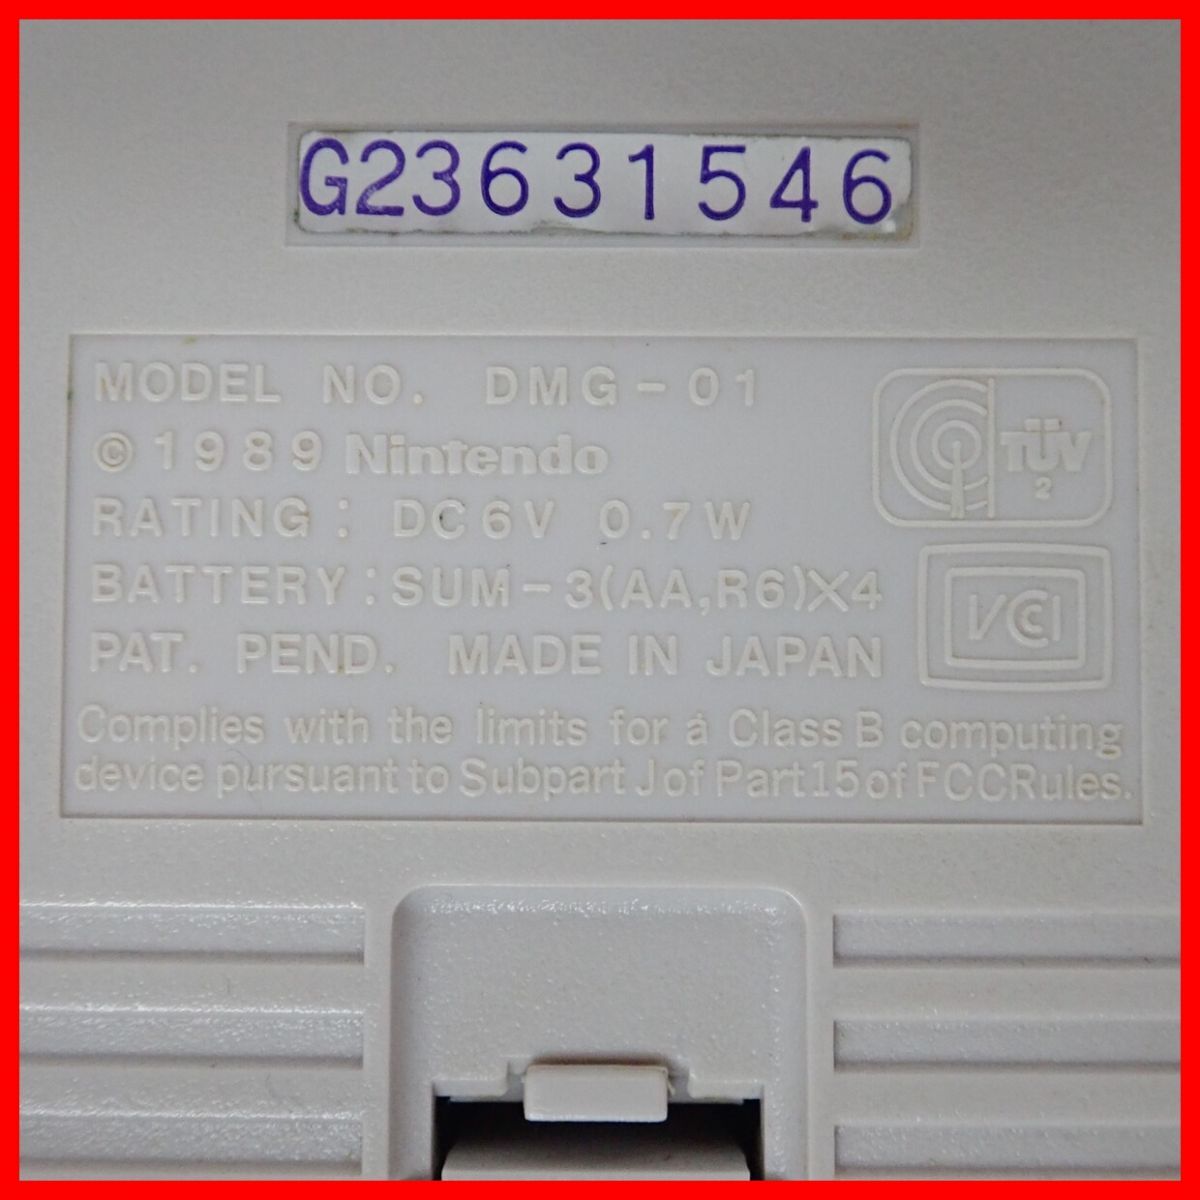 G23631546
MODEL NO. DMG-01
©1989 Nintendo
RATING: DC6V 0.7W
BATTERY:SUM-3(AA,R6)X4
PAT. PEND. MADE IN JAPAN
Complies with the limits for a Class B computing
device pursuant to Subpart J of Part 15 of FCC Rules.
TÜV
2
VCCI